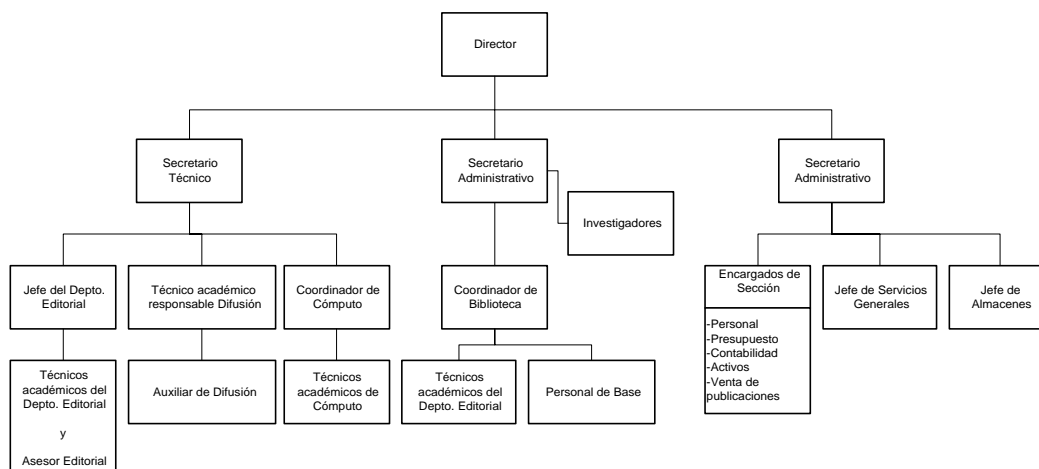 Director
Secretario
Técnico
Secretario
Administrativo
Secretario
Administrativo
Investigadores
Jefe del Depto.
Editorial
Técnico académico
responsable Difusión
Coordinador de
Cómputo
Coordinador de
Biblioteca
Encargados de
Sección
-Personal
-Presupuesto
-Contabilidad
-Activos
-Venta de
publicaciones
Jefe de Servicios
Generales
Jefe de
Almacenes
Técnicos
académicos del
Depto. Editorial
y
Asesor Editorial
Auxiliar de Difusión
Técnicos
académicos de
Cómputo
Técnicos
académicos del
Depto. Editorial
Personal de Base